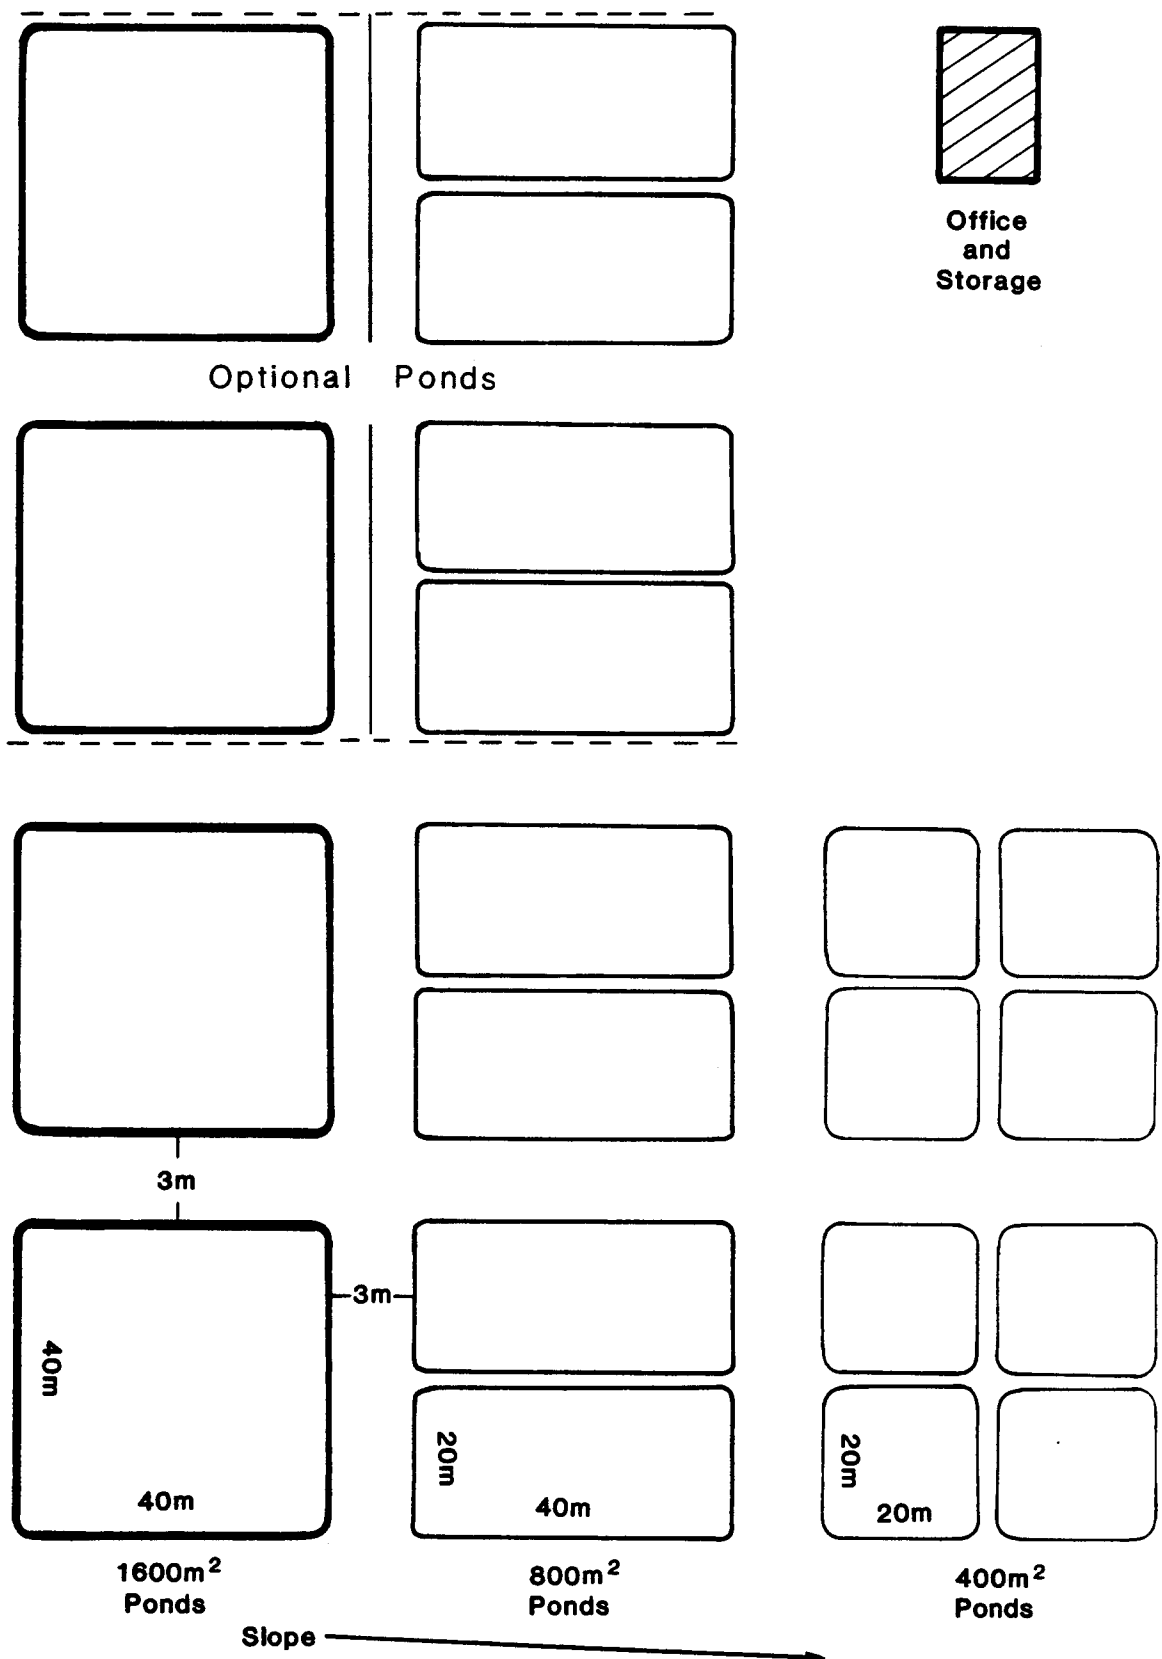 Office
and
Storage
Optional Ponds
3m
3m
40m
40m
20m
40m
20m
20m
1600m²
Ponds
800m²
Ponds
400m²
Ponds
Slope